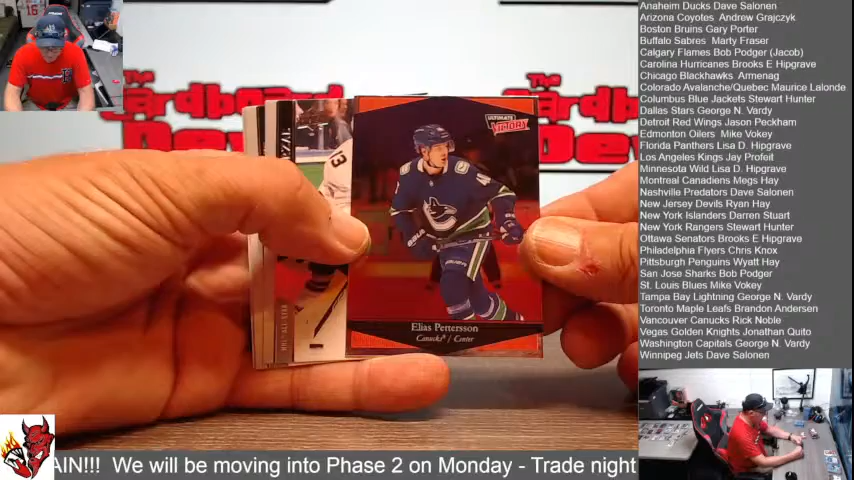 Anaheim Ducks Dave Salonen
Arizona Coyotes Andrew Grajczyk
Boston Bruins Gary Porter
Buffalo Sabres Marty Fraser
Calgary Flames Bob Podger (Jacob)
Carolina Hurricanes Brooks E Hipgrave
Chicago Blackhawks Armenag
Colorado Avalanche/Quebec Maurice Lalonde
Columbus Blue Jackets Stewart Hunter
Dallas Stars George N. Vardy
Detroit Red Wings Jason Peckham
Edmonton Oilers Mike Vokey
Florida Panthers Lisa D. Hipgrave
Los Angeles Kings Jay Profeit
Minnesota Wild Lisa D. Hipgrave
Montreal Canadiens Megs Hay
Nashville Predators Dave Salonen
New Jersey Devils Ryan Hay
New York Islanders Darren Stuart
New York Rangers Stewart Hunter
Ottawa Senators Brooks E Hipgrave
Philadelphia Flyers Chris Knox
Pittsburgh Penguins Wyatt Hay
San Jose Sharks Bob Podger
St. Louis Blues Mike Vokey
Tampa Bay Lightning George N. Vardy
Toronto Maple Leafs Brandon Andersen
Vancouver Canucks Rick Noble
Vegas Golden Knights Jonathan Quito
Washington Capitals George N. Vardy
Winnipeg Jets Dave Salonen
The
The
ardboard
ardboard
De
De
ULTIMATE
VICTORY
13
Elias Pettersson
Canucks® / Center
AIN!!! We will be moving into Phase 2 on Monday - Trade night